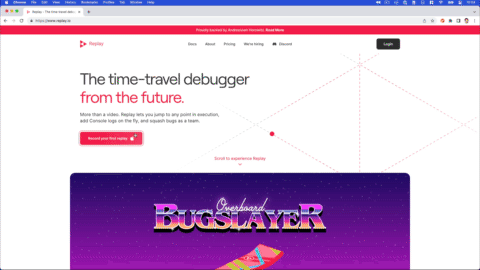 Chrome File Edit View History Bookmarks Profiles Tab Window Help
Replay - The time-travel debu
https://www.replay.io
Proudly backed by Andreessen Horowitz. Read More
Replay
Docs About Pricing We're hiring Discord
Login
The time-travel debugger
from the future.
More than a video. Replay lets you jump to any point in execution,
add Console logs on the fly, and squash bugs as a team.
Record your first replay
Scroll to experience Replay
Overboard
BUGSLAYER